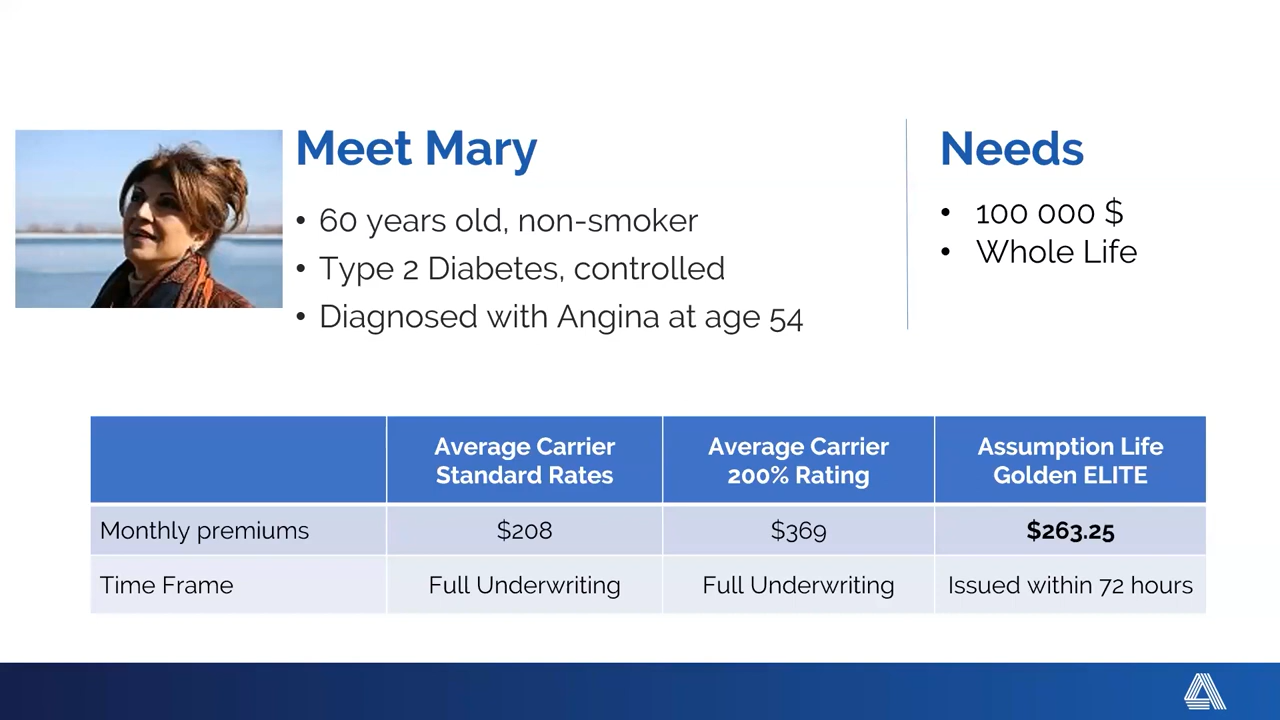 Meet Mary
• 60 years old, non-smoker
• Type 2 Diabetes, controlled
• Diagnosed with Angina at age 54
Needs
• 100 000 $
• Whole Life
Average Carrier Standard Rates
Average Carrier 200% Rating
Assumption Life Golden ELITE
Monthly premiums $208 $369 $263.25
Time Frame Full Underwriting Full Underwriting Issued within 72 hours